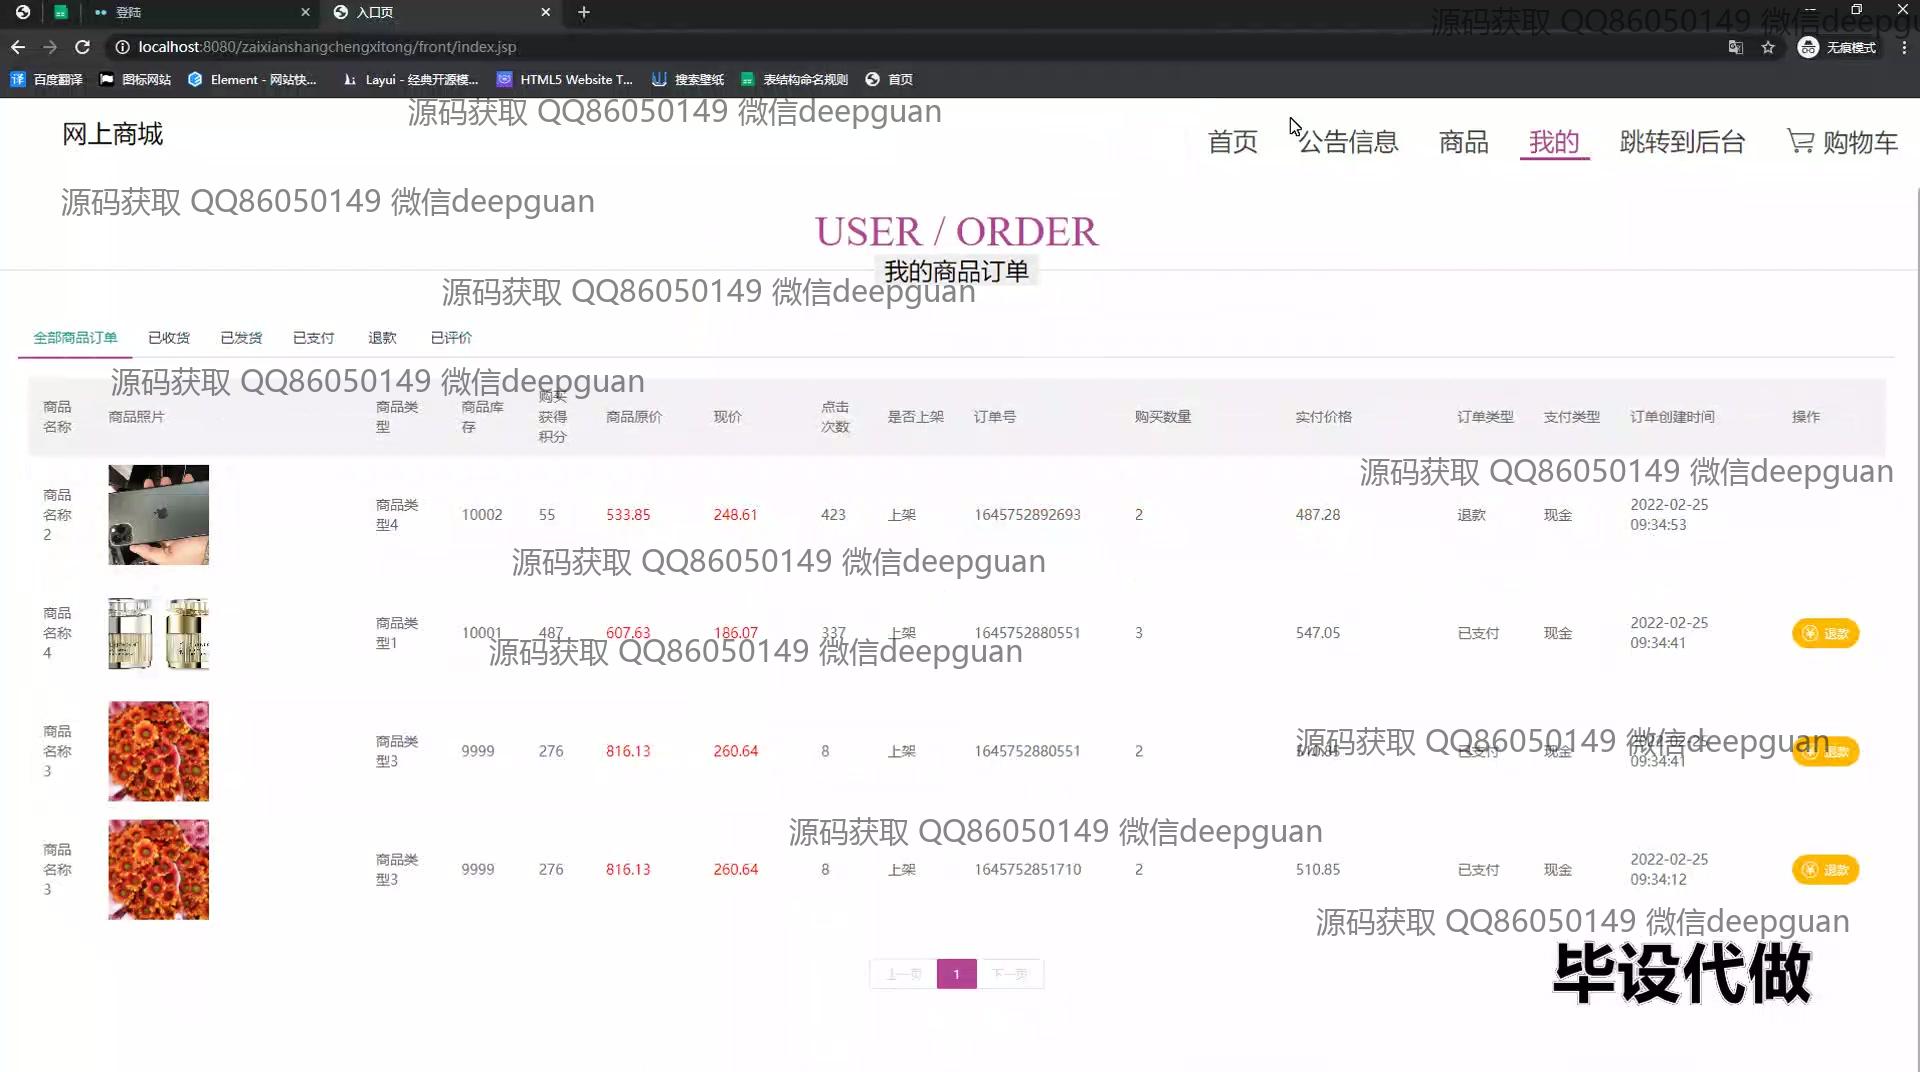 登陆
入口页
源码获取 QQ86050149 微信deepgu
localhost:8080/zaixianshangchengxitong/front/index.jsp
无痕模式
百度翻译
图标网站
Element - 网站快...
Layui - 经典开源模...
HTML5 Website T...
搜索壁纸
表结构命名规则
首页
源码获取 QQ86050149 微信deepguan
网上商城
首页
公告信息
商品
我的
跳转到后台
购物车
源码获取 QQ86050149 微信deepguan
USER / ORDER
我的商品订单
源码获取 QQ86050149 微信deepguan
全部商品订单
已收货
已发货
已支付
退款
已评价
源码获取 QQ86050149 微信deepguan
商品
名称
商品照片
商品类
型
商品库
存
购买
获得
积分
商品原价
现价
点击
次数
是否上架
订单号
购买数量
实付价格
订单类型
支付类型
订单创建时间
操作
源码获取 QQ86050149 微信deepguan
商品
名称
2
商品类
型4
10002
55
533.85
248.61
423
上架
1645752892693
2
487.28
退款
现金
2022-02-25
09:34:53
源码获取 QQ86050149 微信deepguan
商品
名称
4
商品类
型1
10001
487
607.63
186.07
337
上架
1645752880551
3
547.05
已支付
现金
2022-02-25
09:34:41
退款
源码获取 QQ86050149 微信deepguan
商品
名称
3
商品类
型3
9999
276
816.13
260.64
8
上架
1645752880551
2
510.85
已支付
现金
09:34:41
退款
源码获取 QQ86050149 微信deepguan
源码获取 QQ86050149 微信deepguan
商品
名称
3
商品类
型3
9999
276
816.13
260.64
8
上架
1645752851710
2
510.85
已支付
现金
2022-02-25
09:34:12
退款
源码获取 QQ86050149 微信deepguan
毕设代做
上一页
1
下一页